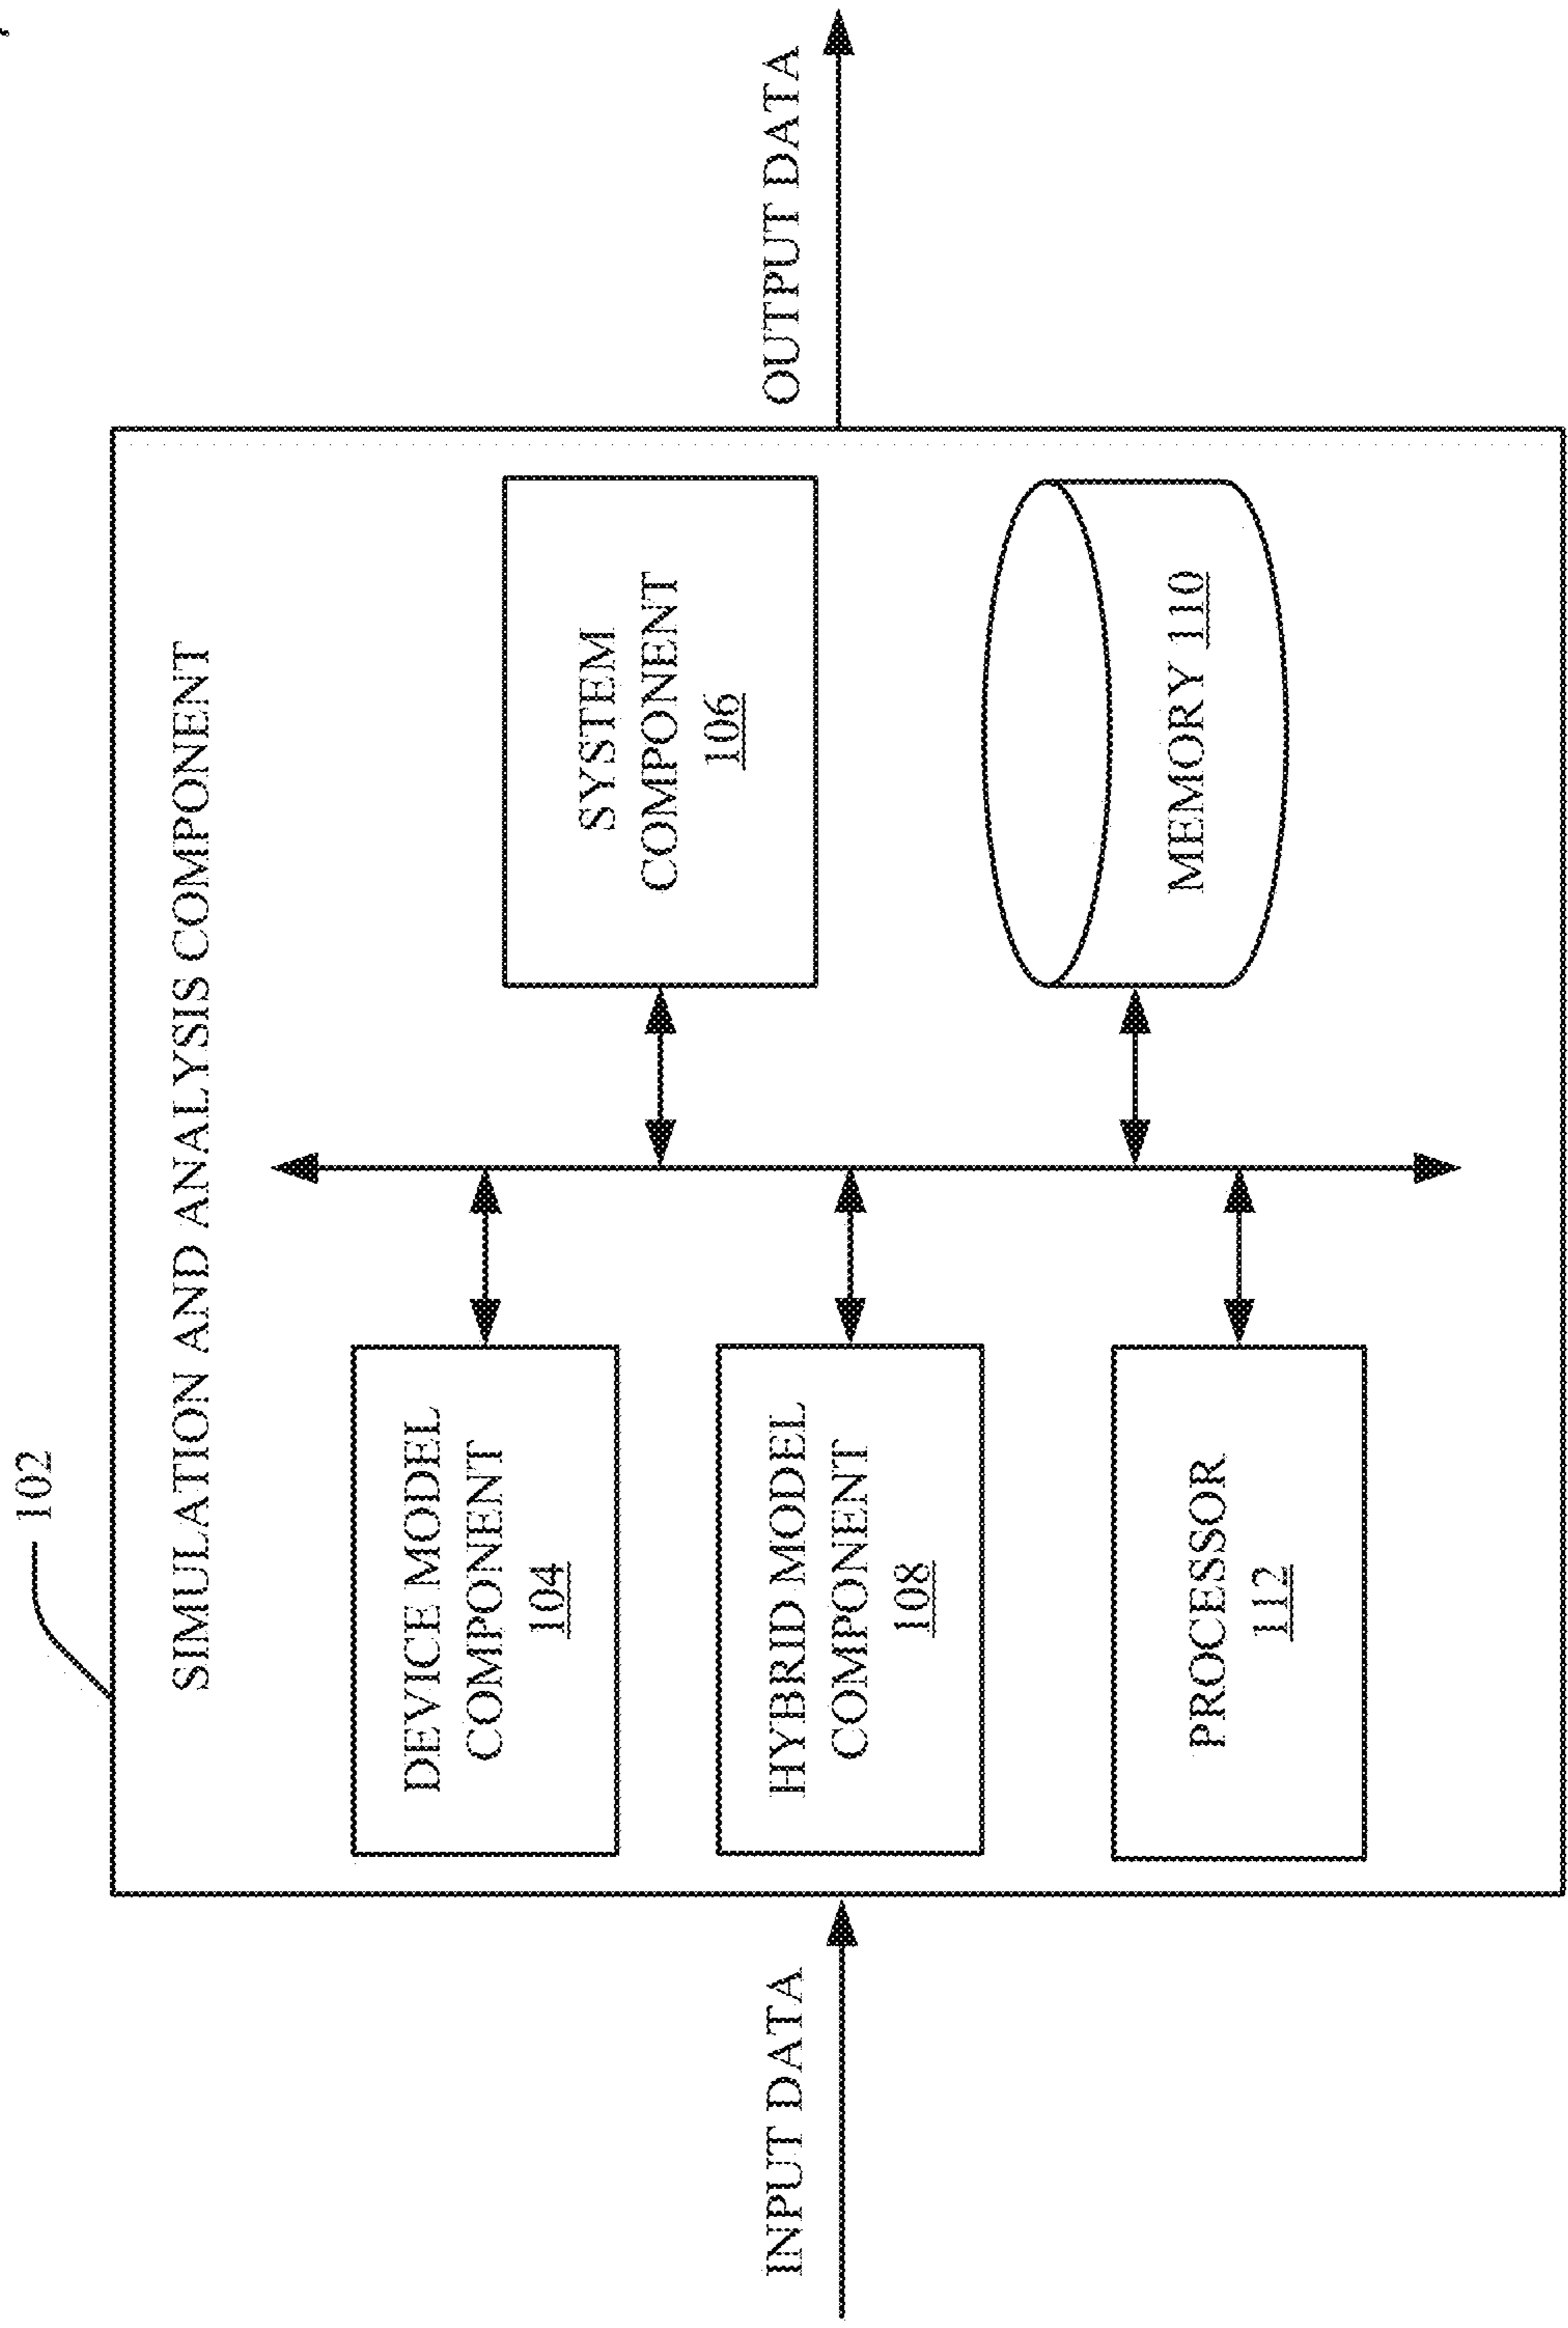 102
SIMULATION AND ANALYSIS COMPONENT
DEVICE MODEL
COMPONENT
104
SYSTEM
COMPONENT
106
INPUT DATA
OUTPUT DATA
HYBRID MODEL
COMPONENT
108
MEMORY 110
PROCESSOR
112